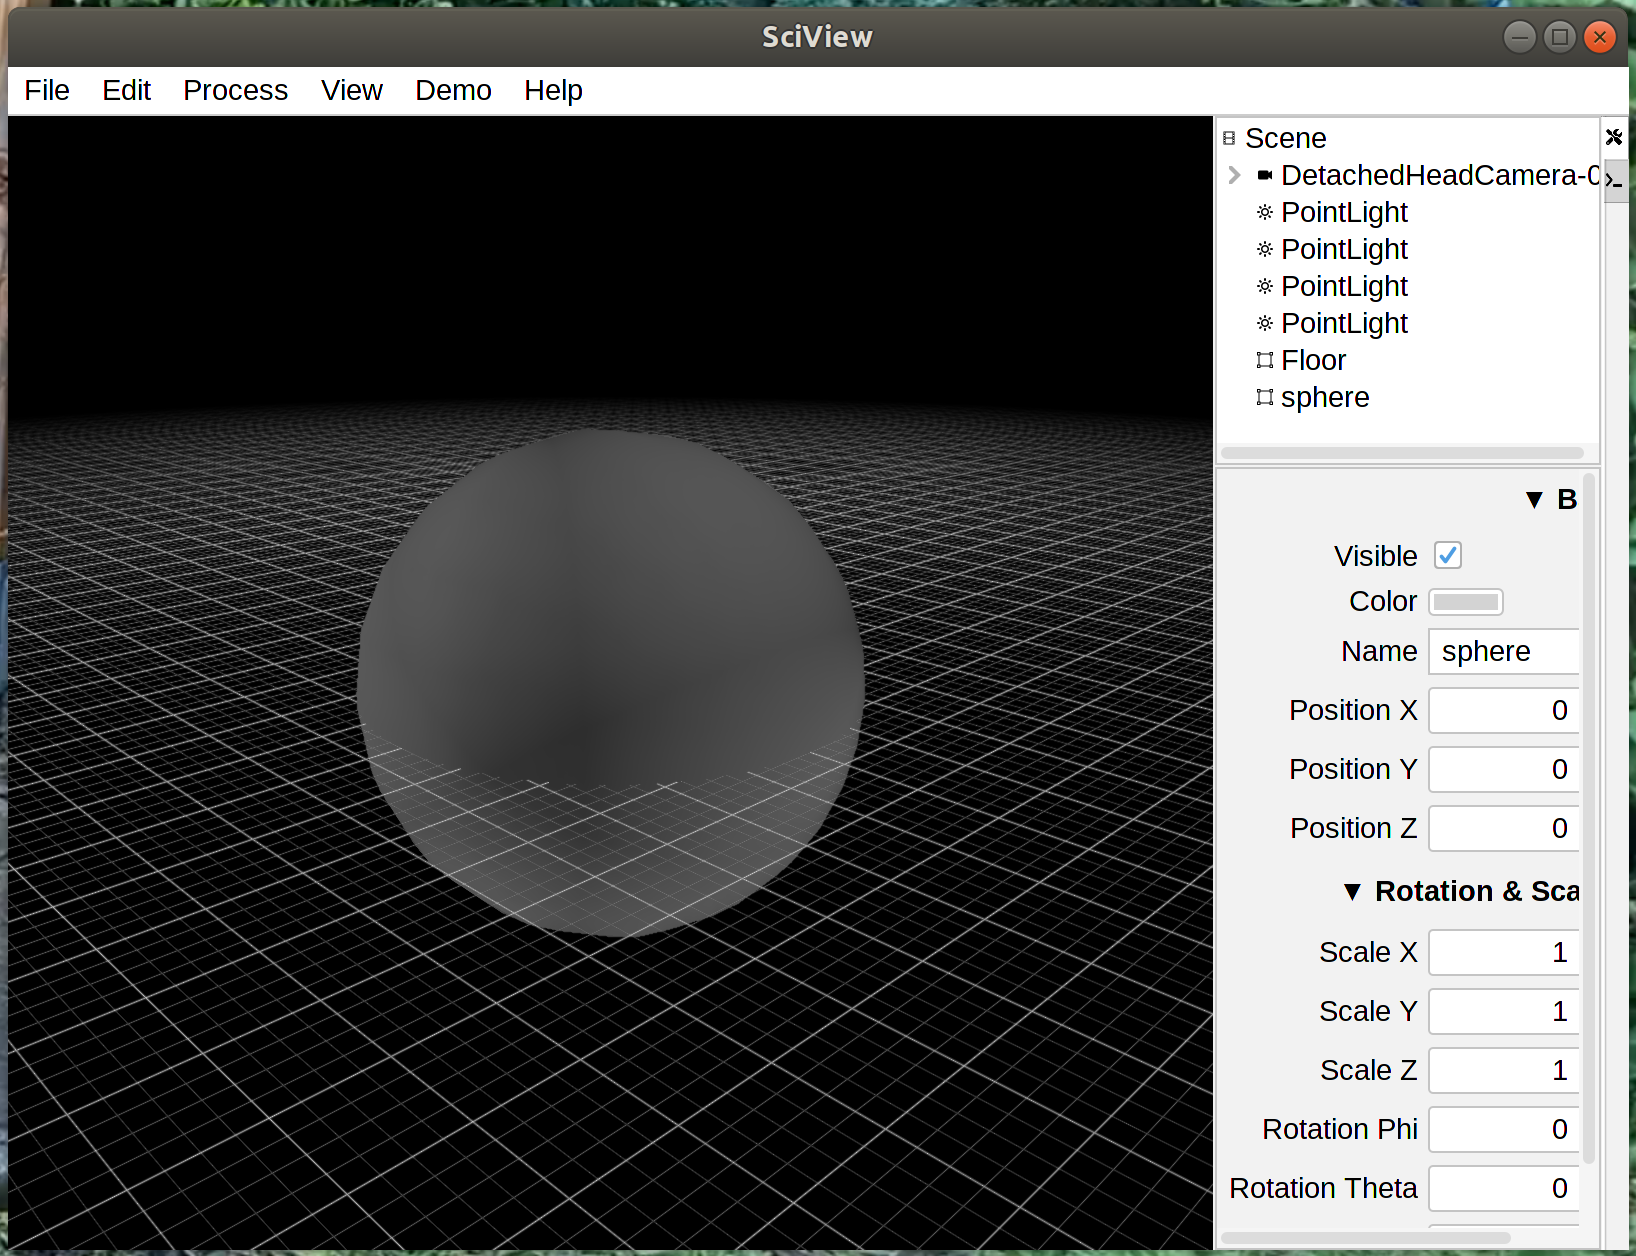 SciView
File Edit Process View Demo Help
Scene
DetachedHeadCamera-0
PointLight
PointLight
PointLight
PointLight
Floor
sphere
▼ B
Visible
Color
Name sphere
Position X 0
Position Y 0
Position Z 0
▼ Rotation & Sca
Scale X 1
Scale Y 1
Scale Z 1
Rotation Phi 0
Rotation Theta 0